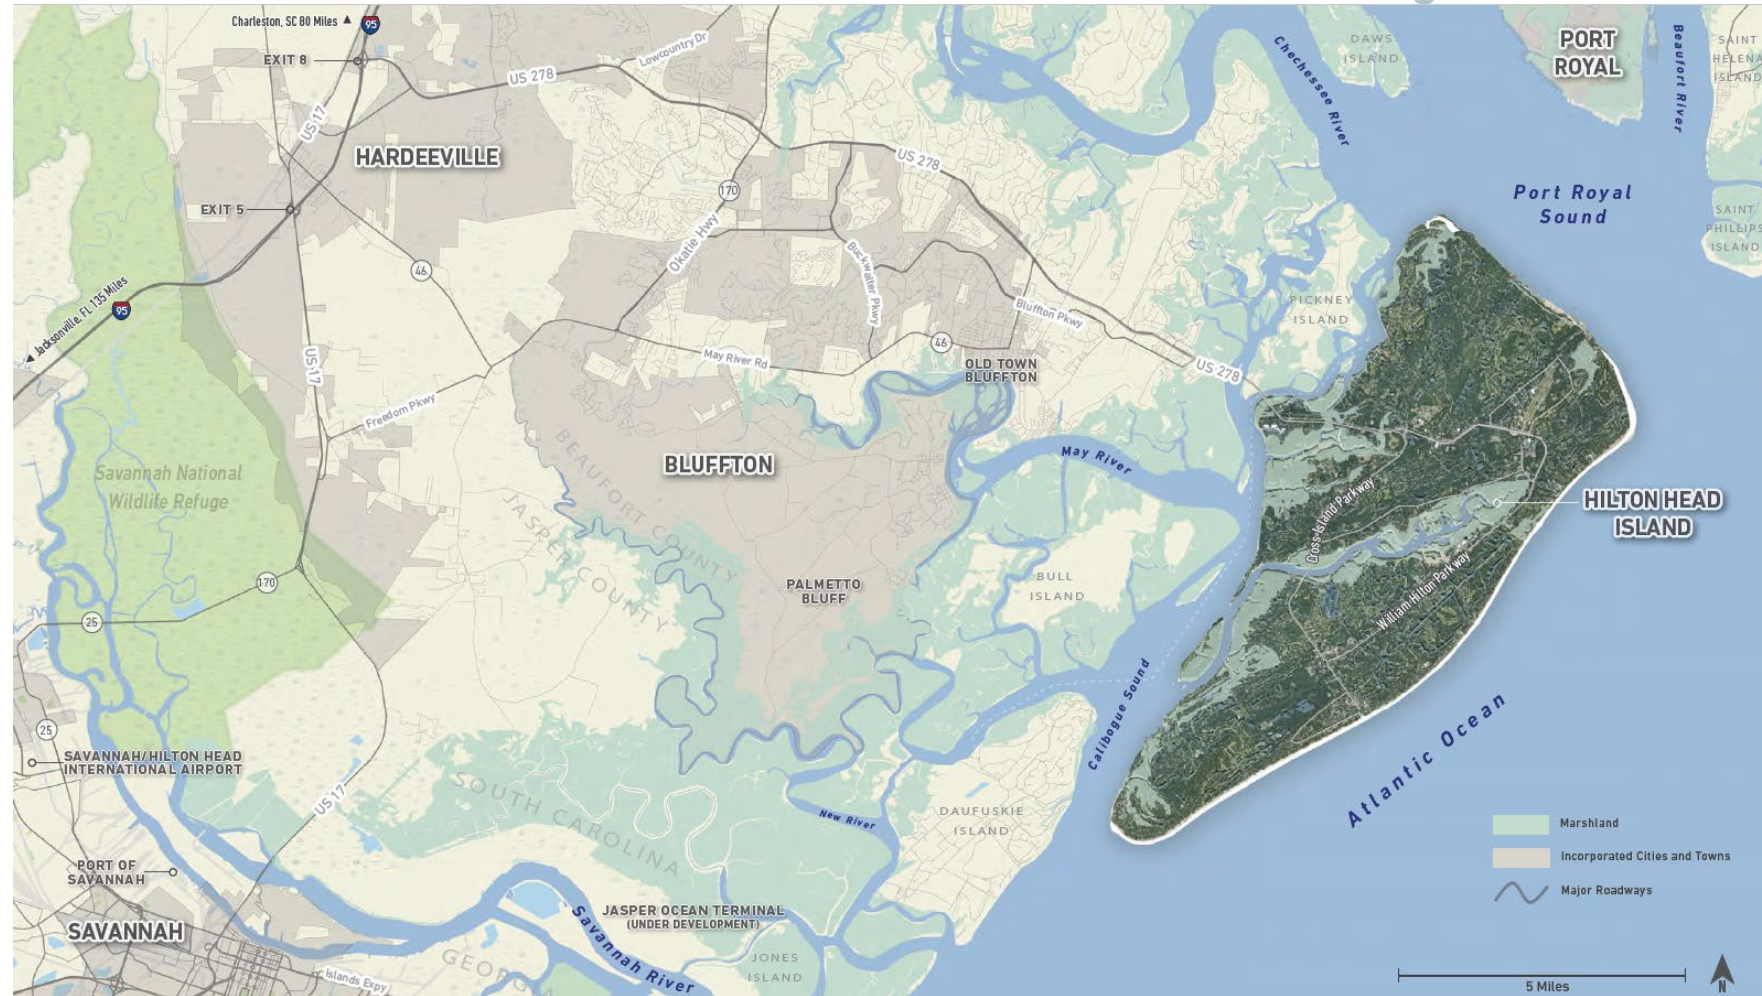 Charleston, SC 80 Miles ▲
95
EXIT 8
US 278
Lowcountry Dr
Chechessee River
DAWS
ISLAND
PORT
ROYAL
Beaufort River
SAINT
HELENA
ISLAND
US-17
HARDEEVILLE
US 278
170
Port Royal
Sound
EXIT 5
Okatie Hwy
SAINT
PHILLIPS
ISLAND
46
Buckwalter Pkwy
◄ Jacksonville, FL 135 Miles
95
PICKNEY
ISLAND
Bluffton Pkwy
US-17
May River Rd
46
OLD TOWN
BLUFFTON
US 278
Freedom Pkwy
Savannah National
Wildlife Refuge
BEAUFORT COUNTY
JASPER COUNTY
BLUFFTON
May River
Cross-Island Parkway
HILTON HEAD
ISLAND
170
25
PALMETTO
BLUFF
BULL
ISLAND
William-Hilton Parkway
Calibogue Sound
Atlantic Ocean
25
SAVANNAH/HILTON HEAD
INTERNATIONAL AIRPORT
US 17
SOUTH CAROLINA
New River
DAUFUSKIE
ISLAND
Marshland
Incorporated Cities and Towns
Major Roadways
PORT OF
SAVANNAH
SAVANNAH
JASPER OCEAN TERMINAL
(UNDER DEVELOPMENT)
Savannah River
GEORGIA
JONES
ISLAND
Islands Expy
5 Miles
N